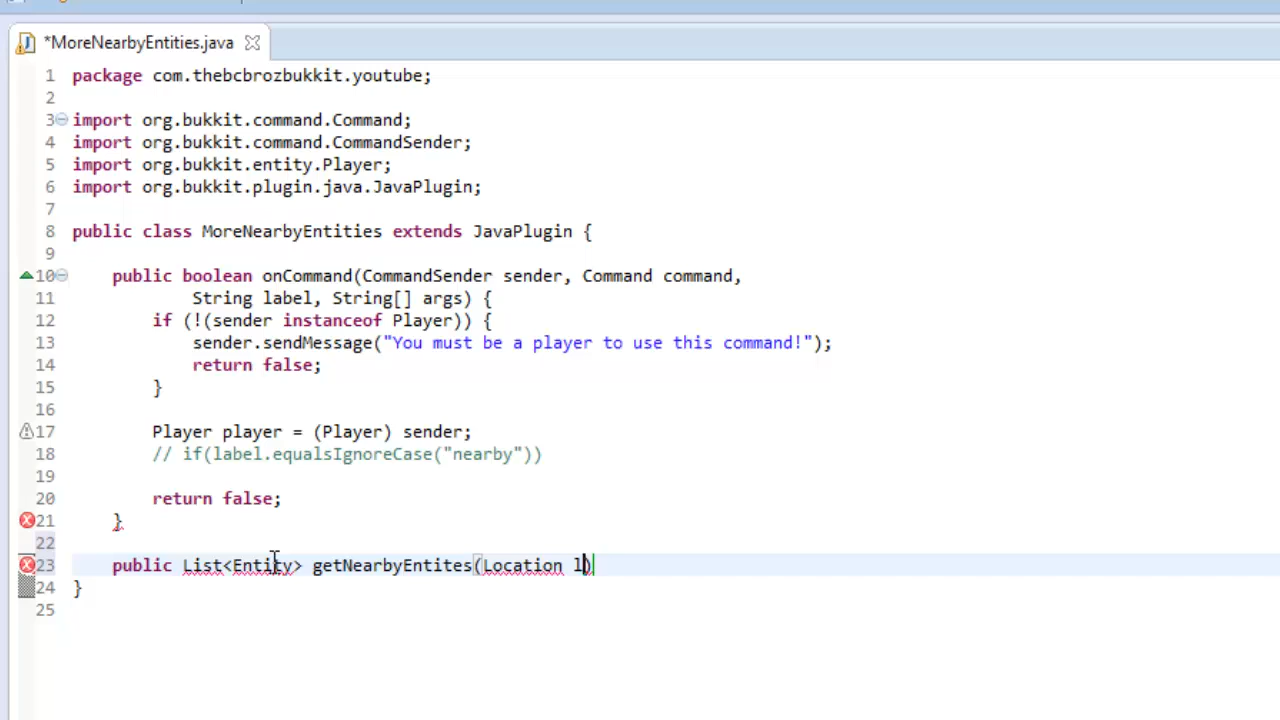 *MoreNearbyEntities.java
1 package com.thebcbrozbukkit.youtube;
2
3 import org.bukkit.command.Command;
4 import org.bukkit.command.CommandSender;
5 import org.bukkit.entity.Player;
6 import org.bukkit.plugin.java.JavaPlugin;
7
8 public class MoreNearbyEntities extends JavaPlugin {
9
10 public boolean onCommand(CommandSender sender, Command command,
11 String label, String[] args) {
12 if (!(sender instanceof Player)) {
13 sender.sendMessage("You must be a player to use this command!");
14 return false;
15 }
16
17 Player player = (Player) sender;
18 // if(label.equalsIgnoreCase("nearby"))
19
20 return false;
21 }
22
23 public List<Entity> getNearbyEntites(Location l)
24 }
25